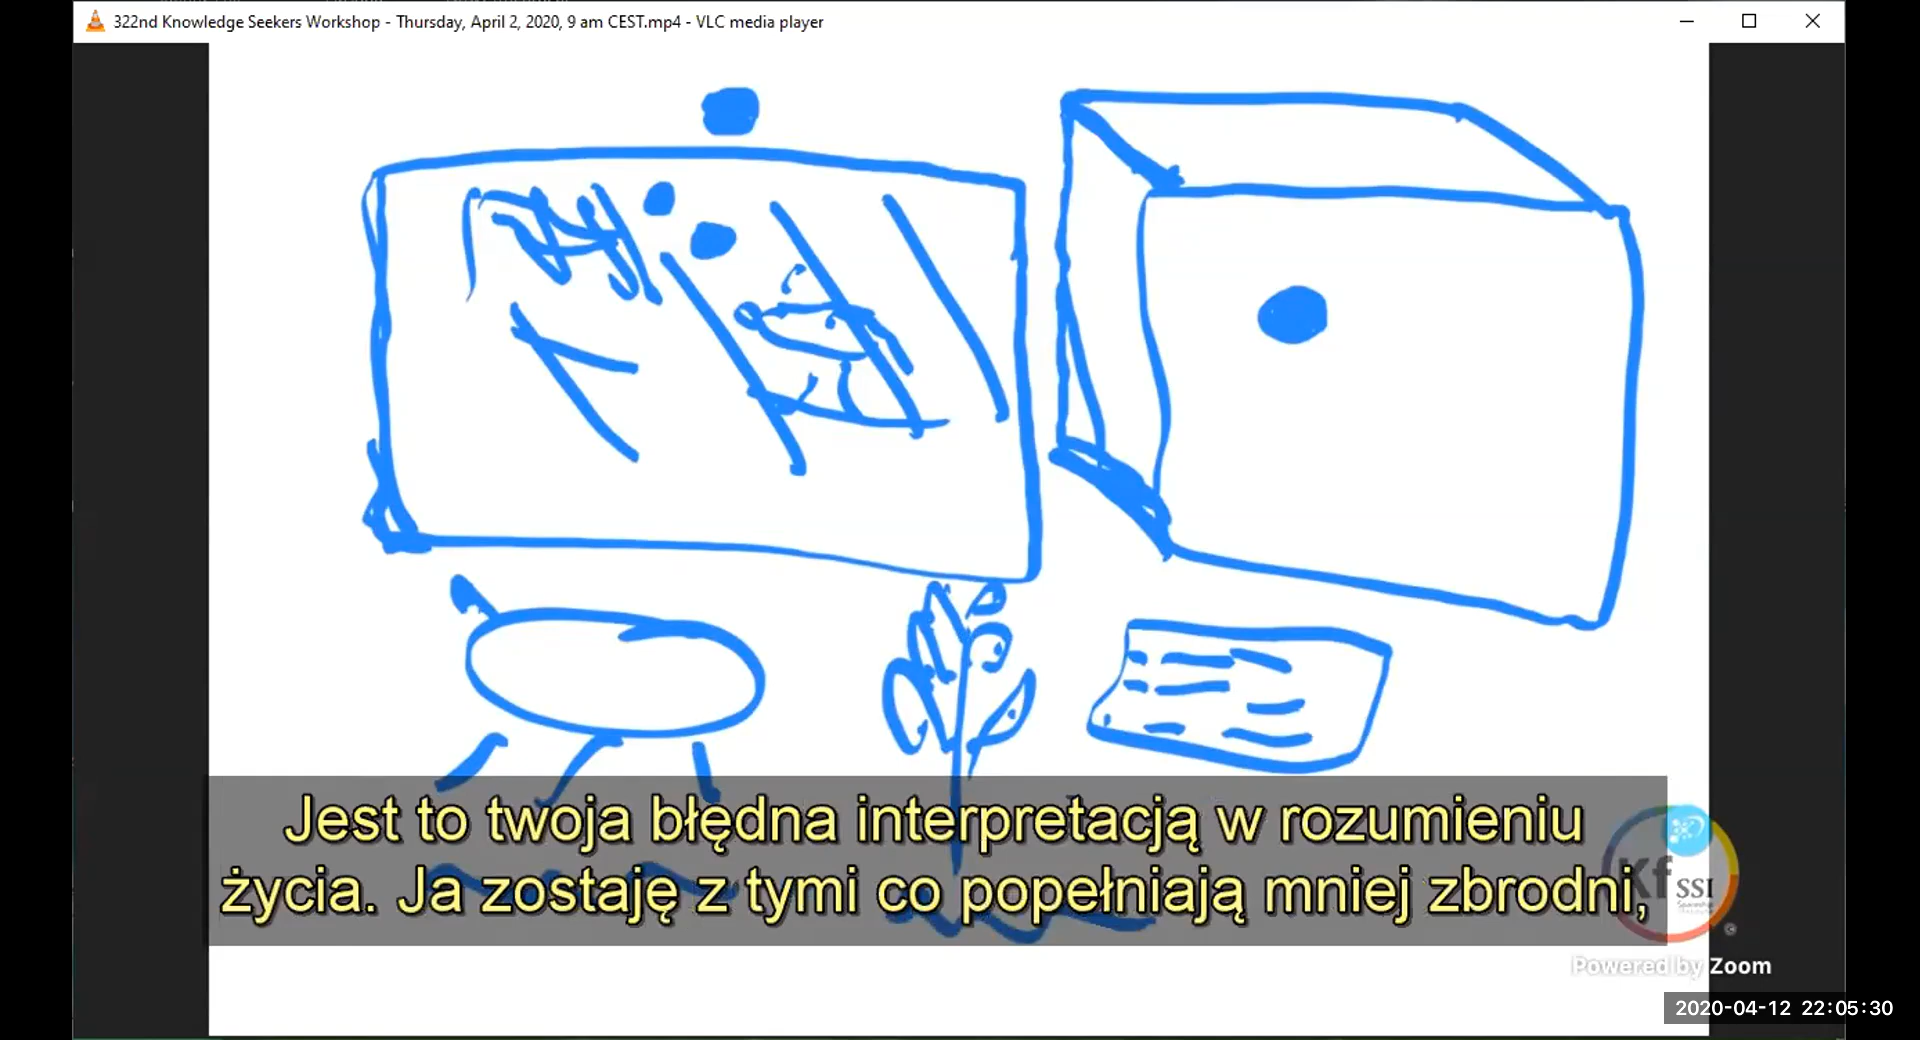 322nd Knowledge Seekers Workshop - Thursday, April 2, 2020, 9 am CEST.mp4 - VLC media player
Jest to twoja błędna interpretacją w rozumieniu
życia. Ja zostaję z tymi co popełniają mniej zbrodni,
Kf SSI
Powered by Zoom
2020-04-12 22:05:30